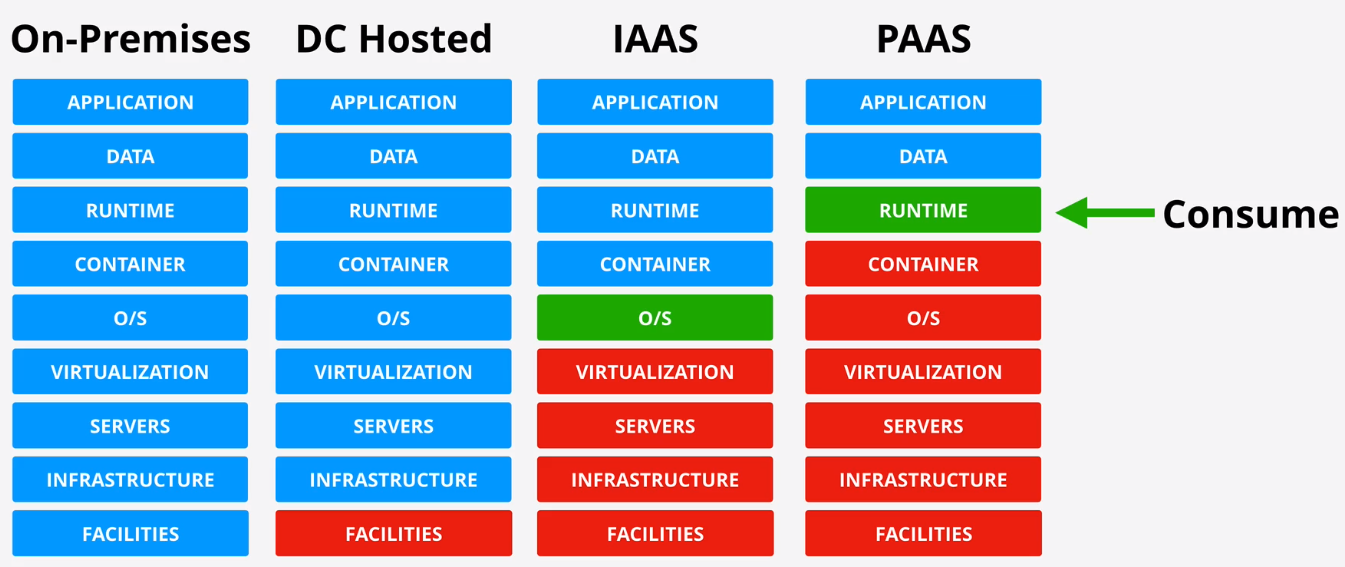 On-Premises DC Hosted IAAS PAAS
APPLICATION APPLICATION APPLICATION APPLICATION
DATA DATA DATA DATA
RUNTIME RUNTIME RUNTIME RUNTIME Consume
CONTAINER CONTAINER CONTAINER CONTAINER
O/S O/S O/S O/S
VIRTUALIZATION VIRTUALIZATION VIRTUALIZATION VIRTUALIZATION
SERVERS SERVERS SERVERS SERVERS
INFRASTRUCTURE INFRASTRUCTURE INFRASTRUCTURE INFRASTRUCTURE
FACILITIES FACILITIES FACILITIES FACILITIES